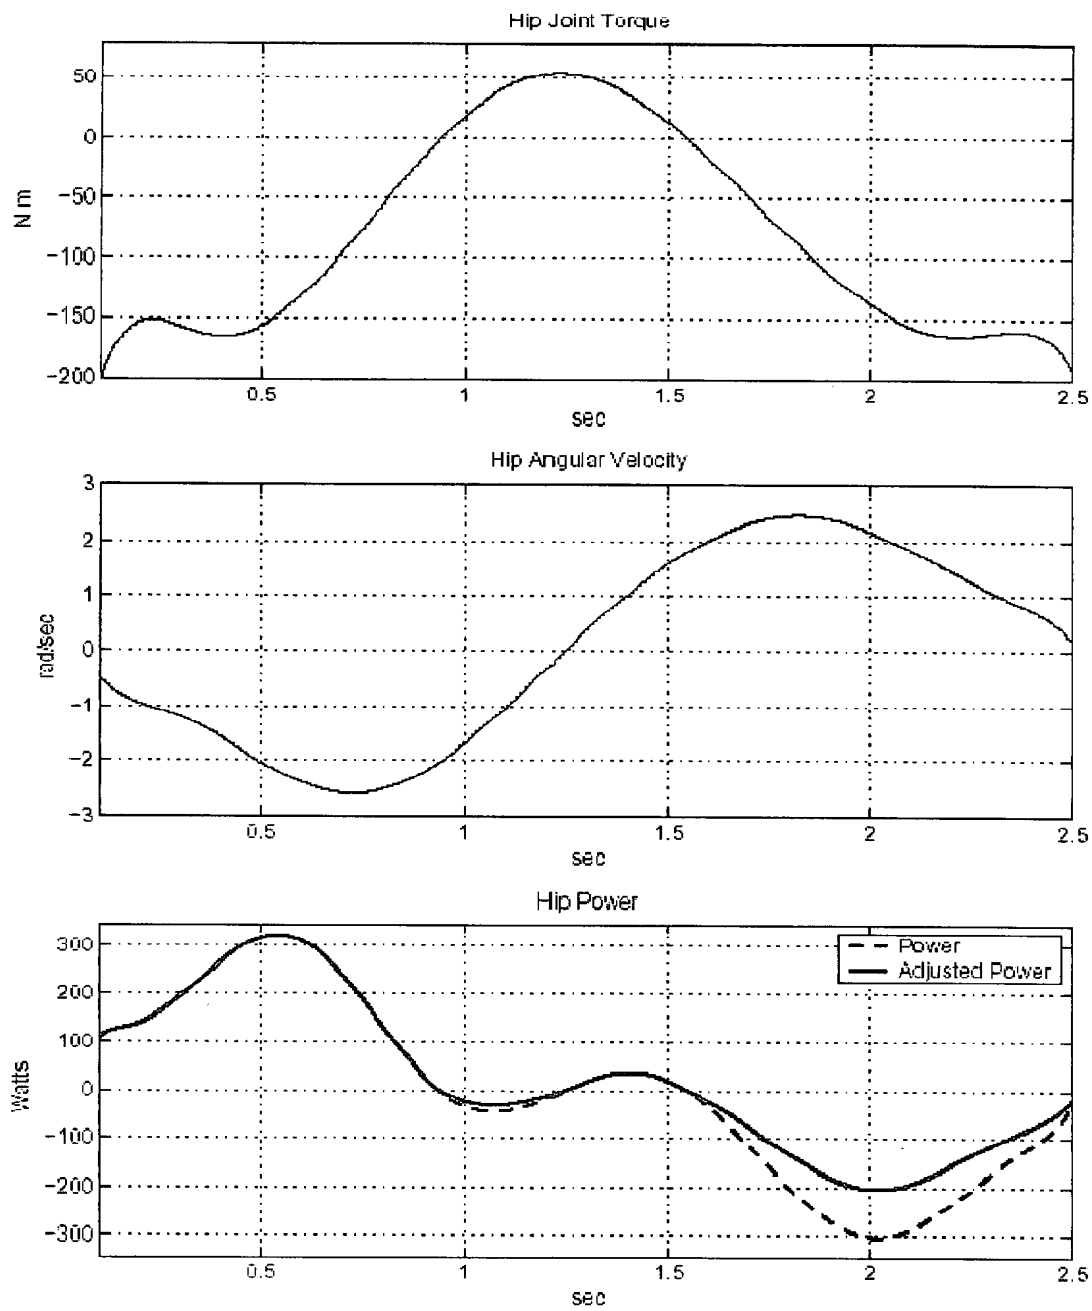 Hip Joint Torque
50
0
−50
−100
−150
−200
N m
0.5 1 1.5 2 2.5
sec
Hip Angular Velocity
3
2
1
0
−1
−2
−3
rad/sec
0.5 1 1.5 2 2.5
sec
Hip Power
300
200
100
0
−100
−200
−300
Watts
Power
Adjusted Power
0.5 1 1.5 2 2.5
sec